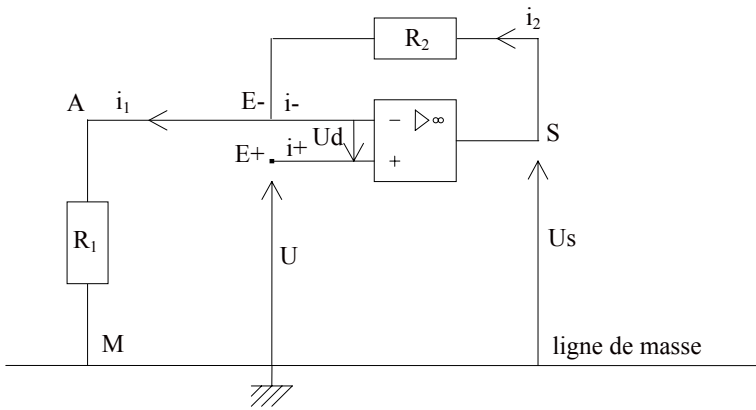 i₂
R₂
A i₁ E- i-
− ▷∞
Ud S
E+ i+ +
R₁ U Us
M ligne de masse